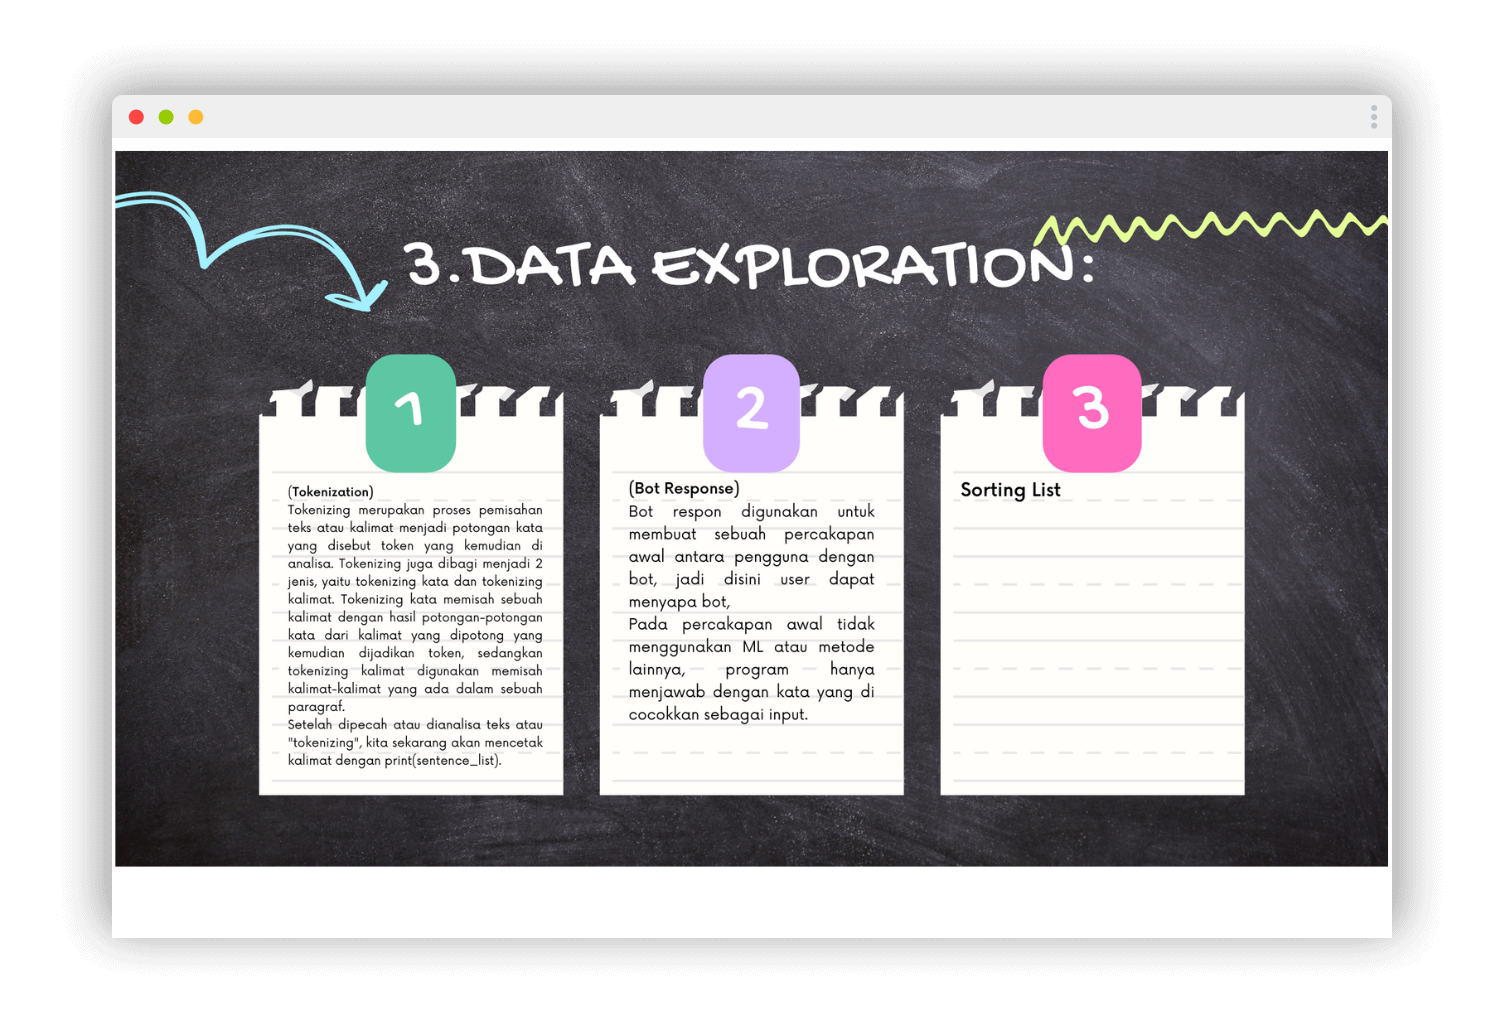 3.DATA EXPLORATION:
1
(Tokenization)
Tokenizing merupakan proses pemisahan
teks atau kalimat menjadi potongan kata
yang disebut token yang kemudian di
analisa. Tokenizing juga dibagi menjadi 2
jenis, yaitu tokenizing kata dan tokenizing
kalimat. Tokenizing kata memisah sebuah
kalimat dengan hasil potongan-potongan
kata dari kalimat yang dipotong yang
kemudian dijadikan token, sedangkan
tokenizing kalimat digunakan memisah
kalimat-kalimat yang ada dalam sebuah
paragraf.
Setelah dipecah atau dianalisa teks atau
"tokenizing", kita sekarang akan mencetak
kalimat dengan print(sentence_list).
2
(Bot Response)
Bot respon digunakan untuk
membuat sebuah percakapan
awal antara pengguna dengan
bot, jadi disini user dapat
menyapa bot,
Pada percakapan awal tidak
menggunakan ML atau metode
lainnya, program hanya
menjawab dengan kata yang di
cocokkan sebagai input.
3
Sorting List